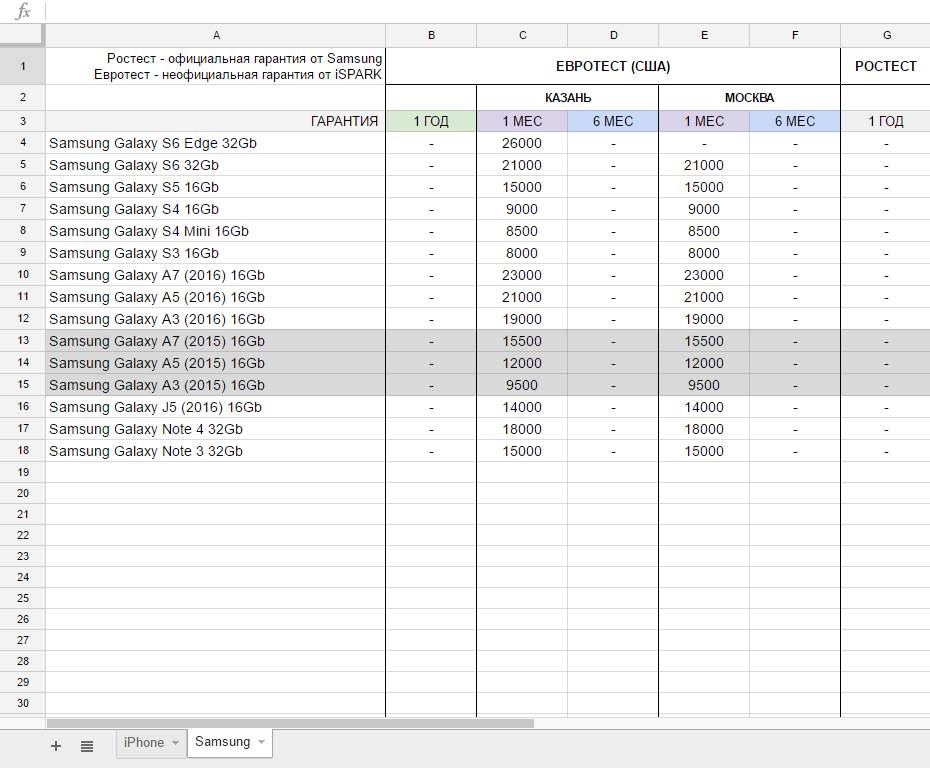 fx
A B C D E F G
1 Ростест - официальная гарантия от Samsung
Евротест - неофициальная гарантия от iSPARK
ЕВРОТЕСТ (США) РОСТЕСТ
2 КАЗАНЬ МОСКВА
3 ГАРАНТИЯ 1 ГОД 1 МЕС 6 МЕС 1 МЕС 6 МЕС 1 ГОД
4 Samsung Galaxy S6 Edge 32Gb - 26000 - - - -
5 Samsung Galaxy S6 32Gb - 21000 - 21000 - -
6 Samsung Galaxy S5 16Gb - 15000 - 15000 - -
7 Samsung Galaxy S4 16Gb - 9000 - 9000 - -
8 Samsung Galaxy S4 Mini 16Gb - 8500 - 8500 - -
9 Samsung Galaxy S3 16Gb - 8000 - 8000 - -
10 Samsung Galaxy A7 (2016) 16Gb - 23000 - 23000 - -
11 Samsung Galaxy A5 (2016) 16Gb - 21000 - 21000 - -
12 Samsung Galaxy A3 (2016) 16Gb - 19000 - 19000 - -
13 Samsung Galaxy A7 (2015) 16Gb - 15500 - 15500 - -
14 Samsung Galaxy A5 (2015) 16Gb - 12000 - 12000 - -
15 Samsung Galaxy A3 (2015) 16Gb - 9500 - 9500 - -
16 Samsung Galaxy J5 (2016) 16Gb - 14000 - 14000 - -
17 Samsung Galaxy Note 4 32Gb - 18000 - 18000 - -
18 Samsung Galaxy Note 3 32Gb - 15000 - 15000 - -
19
20
21
22
23
24
25
26
27
28
29
30
+ iPhone Samsung